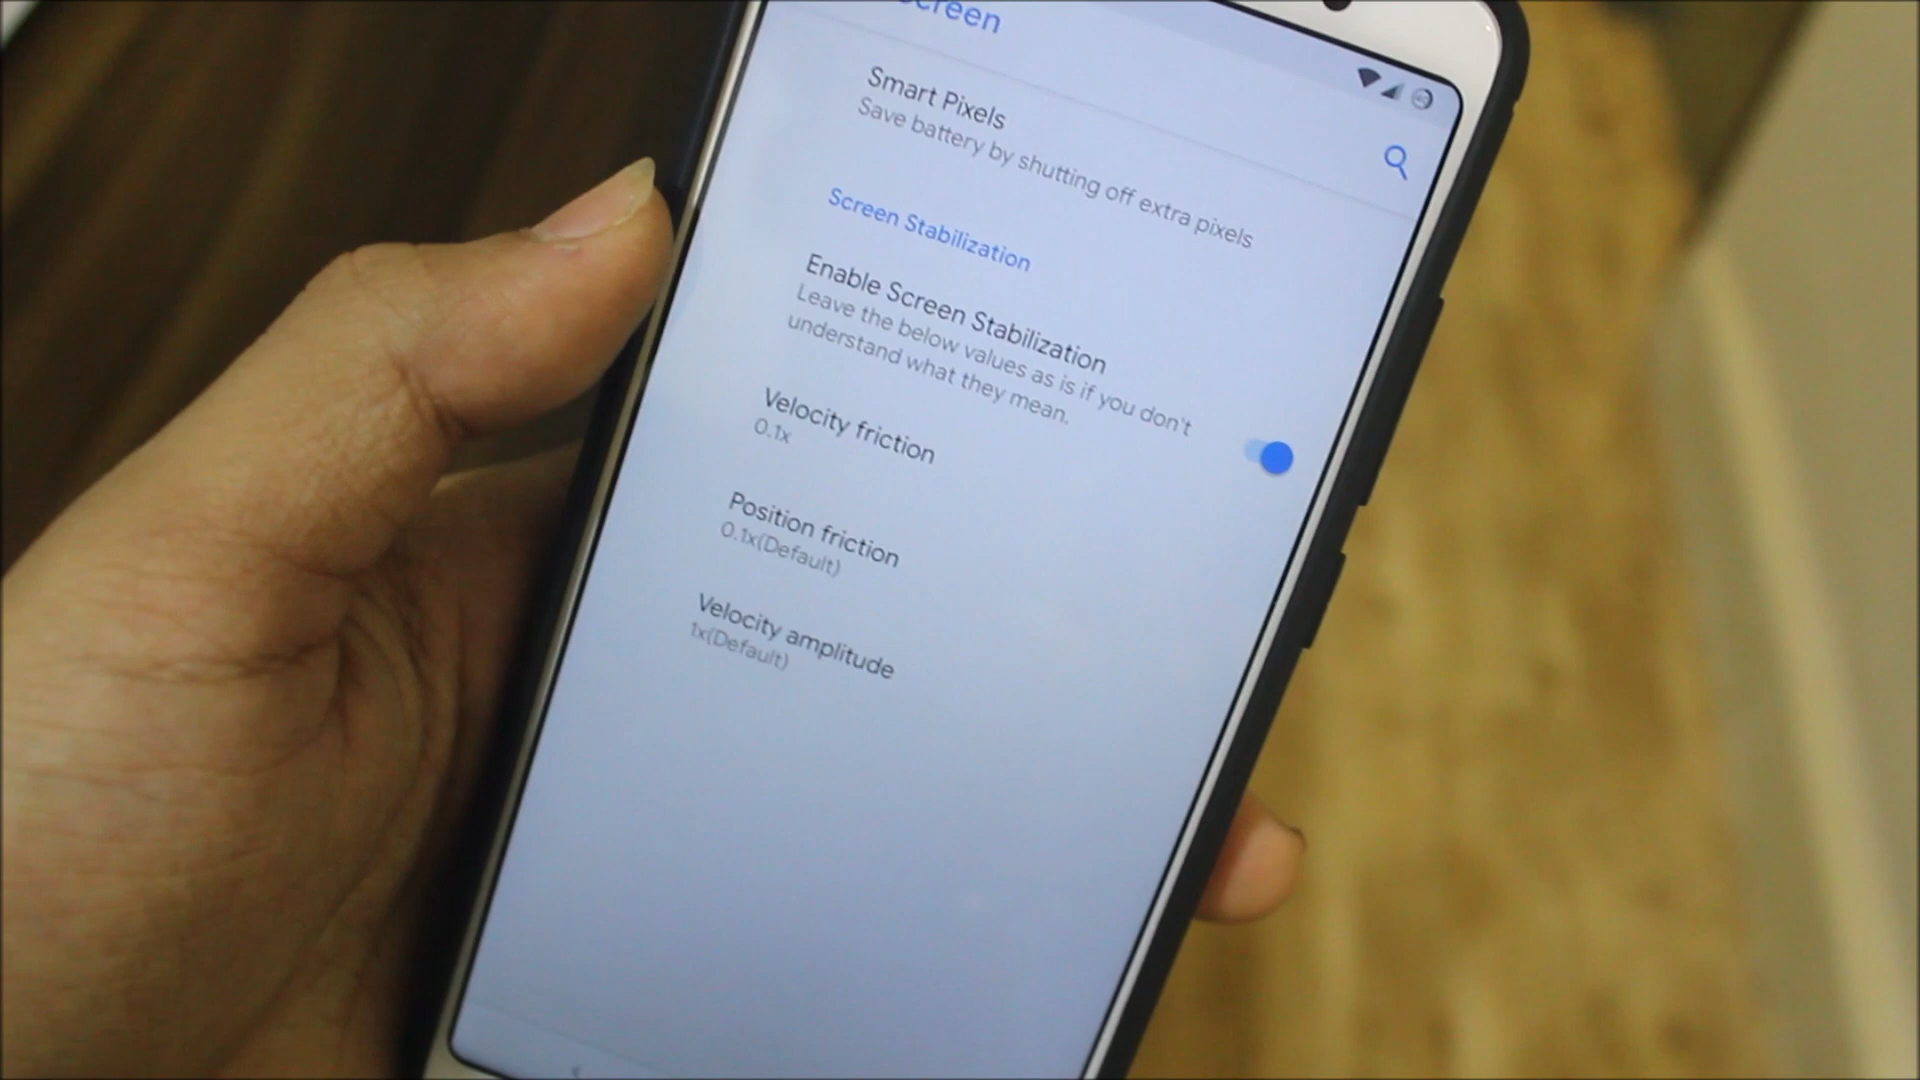 Screen
Smart Pixels
Save battery by shutting off extra pixels
Screen Stabilization
Enable Screen Stabilization
Leave the below values as is if you don't
understand what they mean.
Velocity friction
0.1x
Position friction
0.1x(Default)
Velocity amplitude
1x(Default)